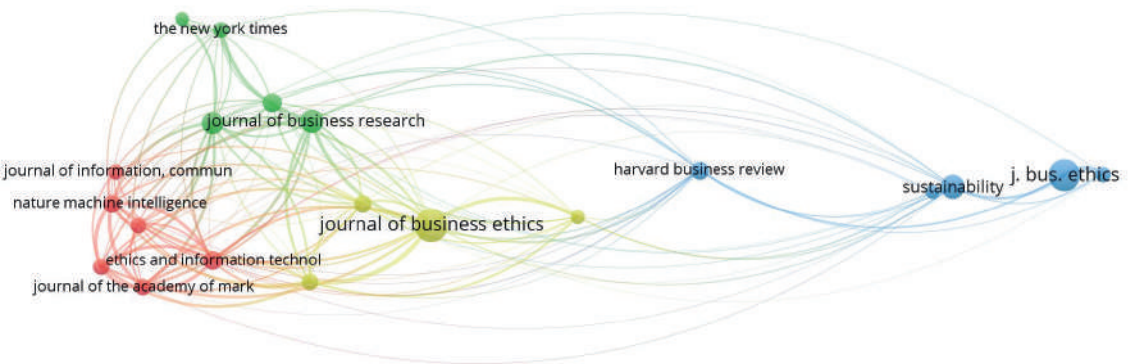 the new york times
journal of business research
journal of information, commun
harvard business review
j. bus. ethics
sustainability
nature machine intelligence
journal of business ethics
ethics and information technol
journal of the academy of mark